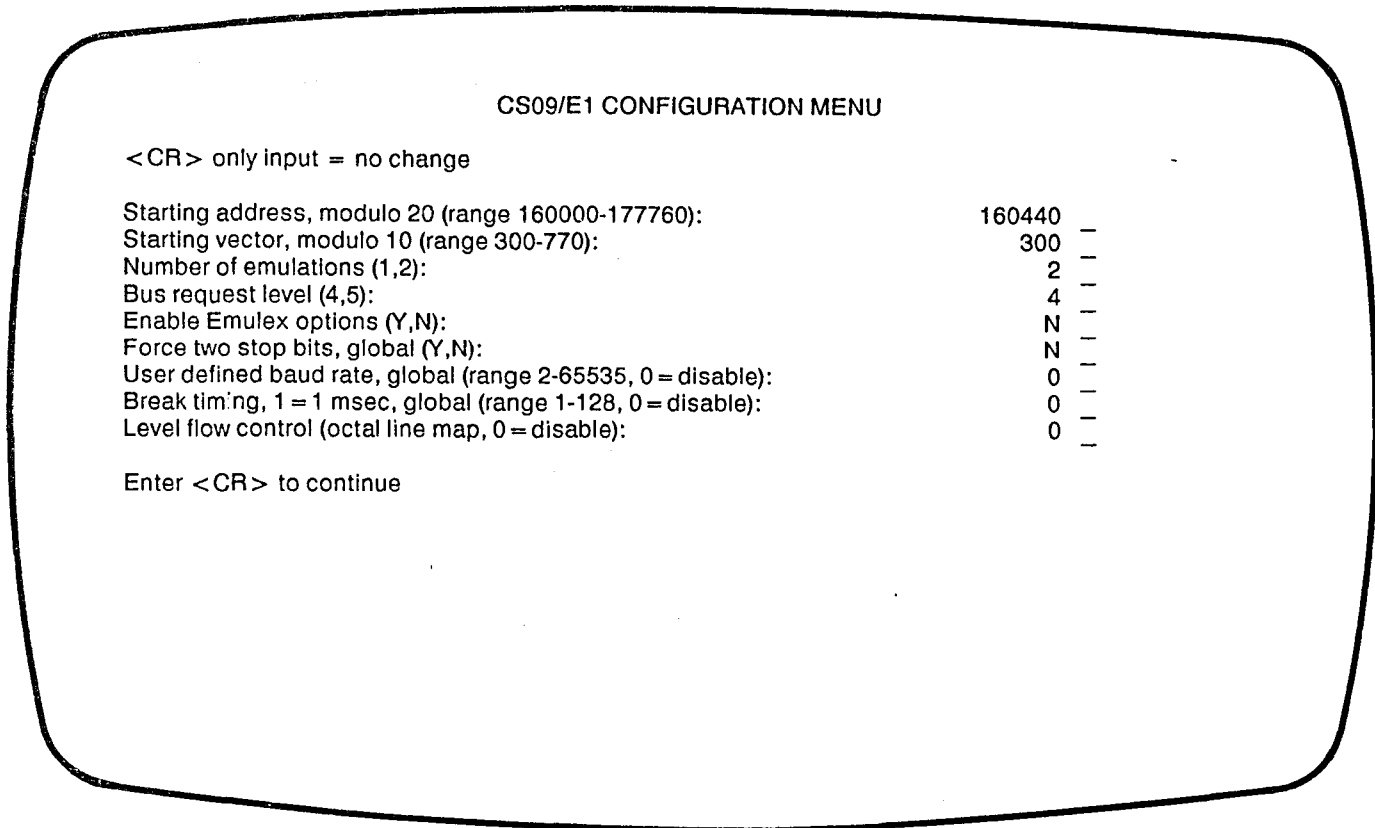 CS09/E1 CONFIGURATION MENU
<CR> only input = no change
Starting address, modulo 20 (range 160000-177760): 160440 _
Starting vector, modulo 10 (range 300-770): 300 _
Number of emulations (1,2): 2 _
Bus request level (4,5): 4 _
Enable Emulex options (Y,N): N _
Force two stop bits, global (Y,N): N _
User defined baud rate, global (range 2-65535, 0=disable): 0 _
Break timing, 1 = 1 msec, global (range 1-128, 0=disable): 0 _
Level flow control (octal line map, 0=disable): 0 _
Enter <CR> to continue